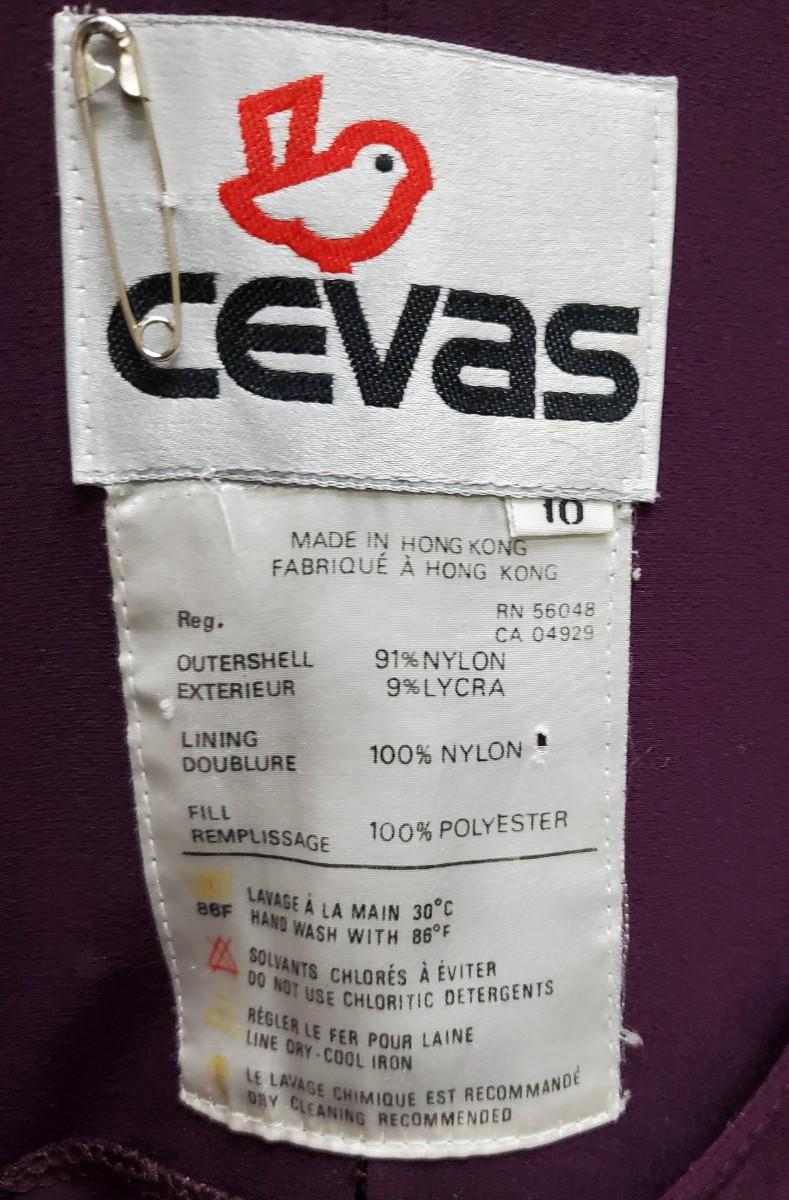 CEVAS
10
MADE IN HONG KONG
FABRIQUÉ À HONG KONG
Reg.
RN 56048
CA 04929
OUTERSHELL 91% NYLON
EXTERIEUR 9% LYCRA
LINING
DOUBLURE 100% NYLON
FILL
REMPLISSAGE 100% POLYESTER
LAVAGE À LA MAIN 30°C
86F HAND WASH WITH 86°F
SOLVANTS CHLORÉS À ÉVITER
DO NOT USE CHLORITIC DETERGENTS
RÉGLER LE FER POUR LAINE
LINE DRY-COOL IRON
LE LAVAGE CHIMIQUE EST RECOMMANDÉ
DRY CLEANING RECOMMENDED